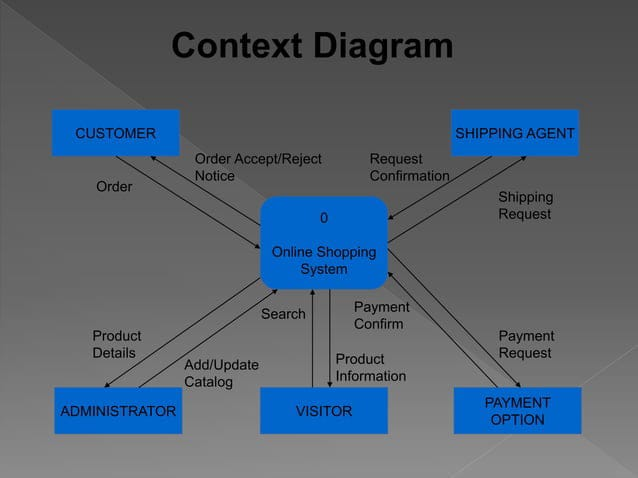 Context Diagram
CUSTOMER
SHIPPING AGENT
Order Accept/Reject
Notice
Request
Confirmation
Order
Shipping
Request
0
Online Shopping
System
Search
Payment
Confirm
Product
Details
Payment
Request
Add/Update
Catalog
Product
Information
ADMINISTRATOR
VISITOR
PAYMENT
OPTION